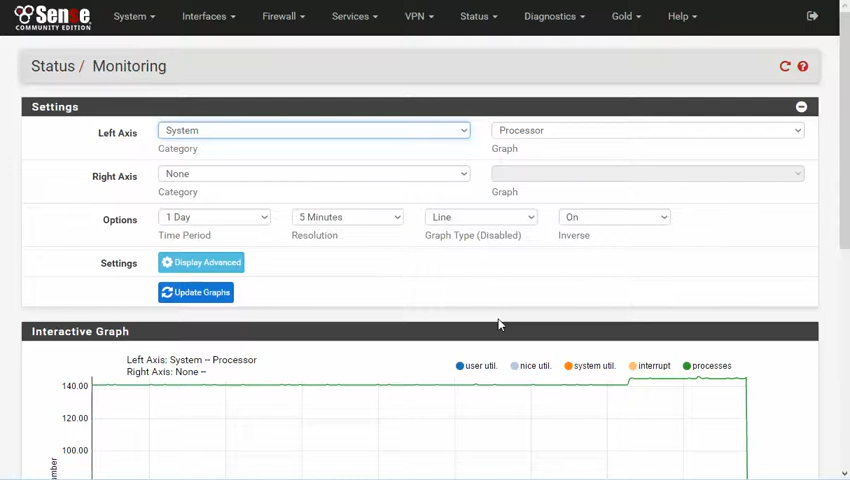 Sense
COMMUNITY EDITION
System Interfaces Firewall Services VPN Status Diagnostics Gold Help
Status / Monitoring
Settings
Left Axis System Processor
Category Graph
Right Axis None
Category Graph
Options 1 Day 5 Minutes Line On
Time Period Resolution Graph Type (Disabled) Inverse
Settings Display Advanced
Update Graphs
Interactive Graph
Left Axis: System -- Processor
Right Axis: None --
user util. nice util. system util. interrupt processes
140.00
120.00
100.00